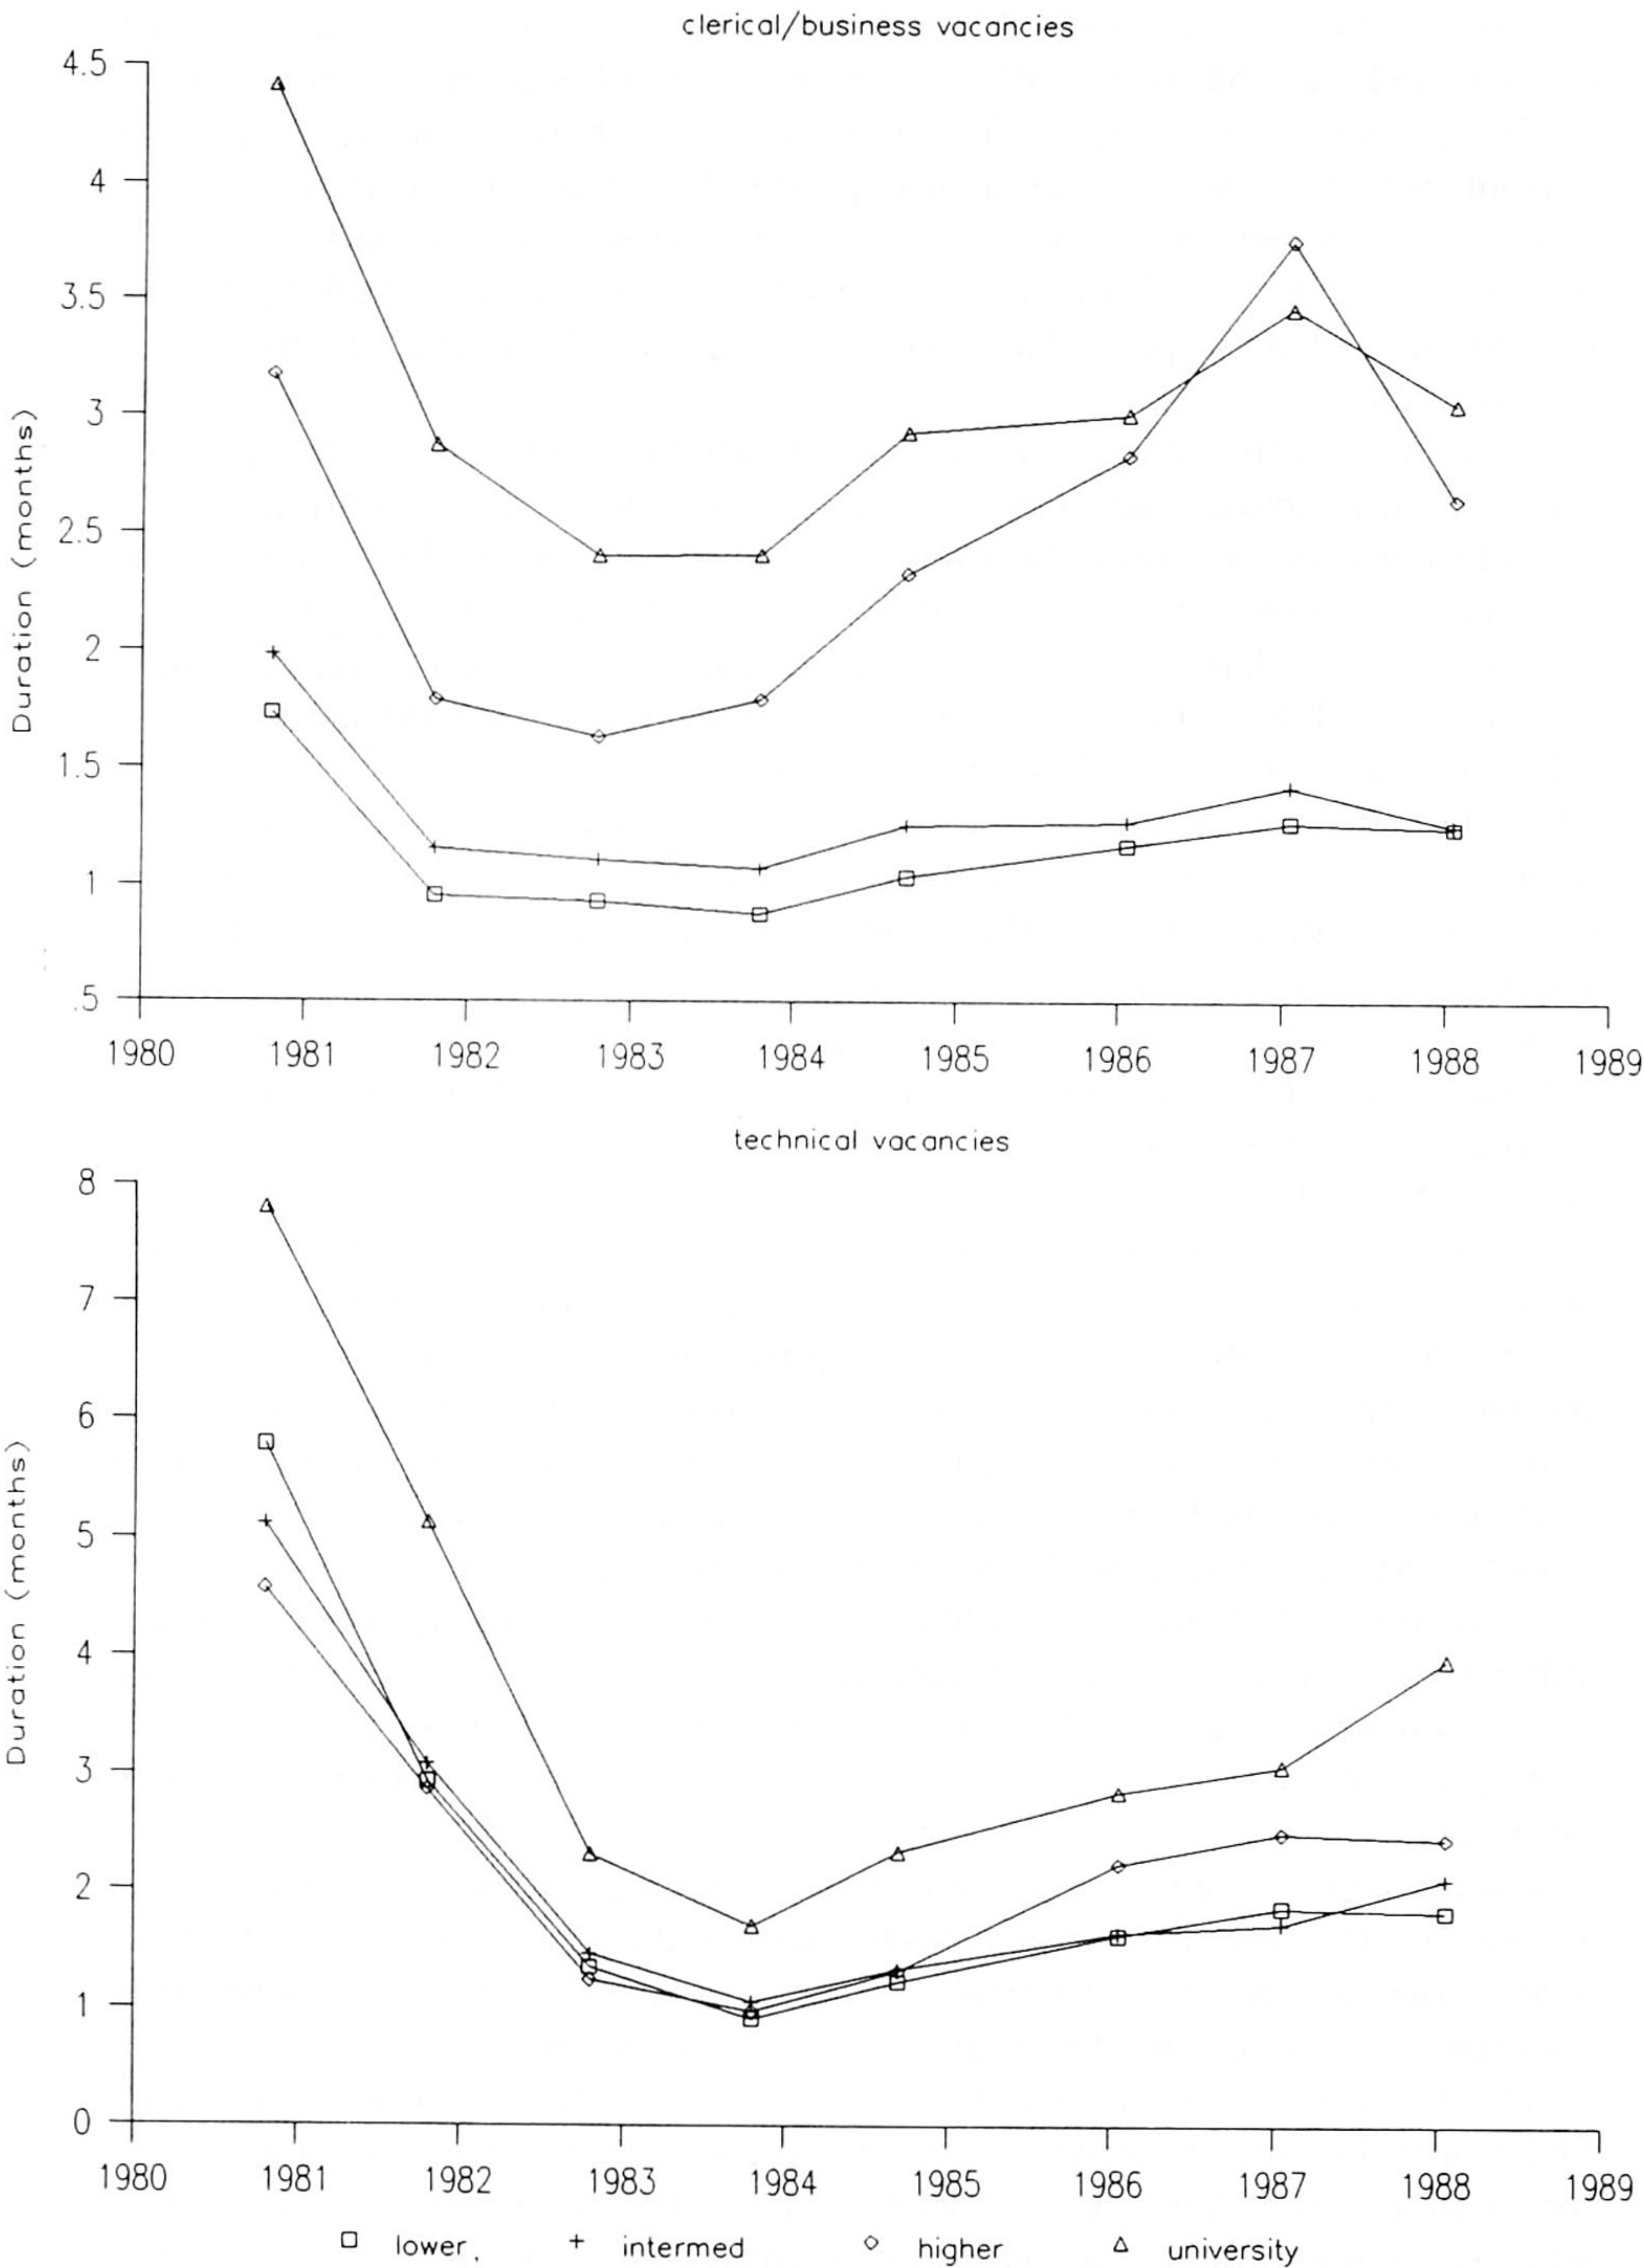 clerical/business vacancies
4.5
4
3.5
3
2.5
2
1.5
1
.5
Duration (months)
1980 1981 1982 1983 1984 1985 1986 1987 1988 1989
technical vacancies
8
7
6
5
4
3
2
1
0
Duration (months)
1980 1981 1982 1983 1984 1985 1986 1987 1988 1989
lower intermed higher university